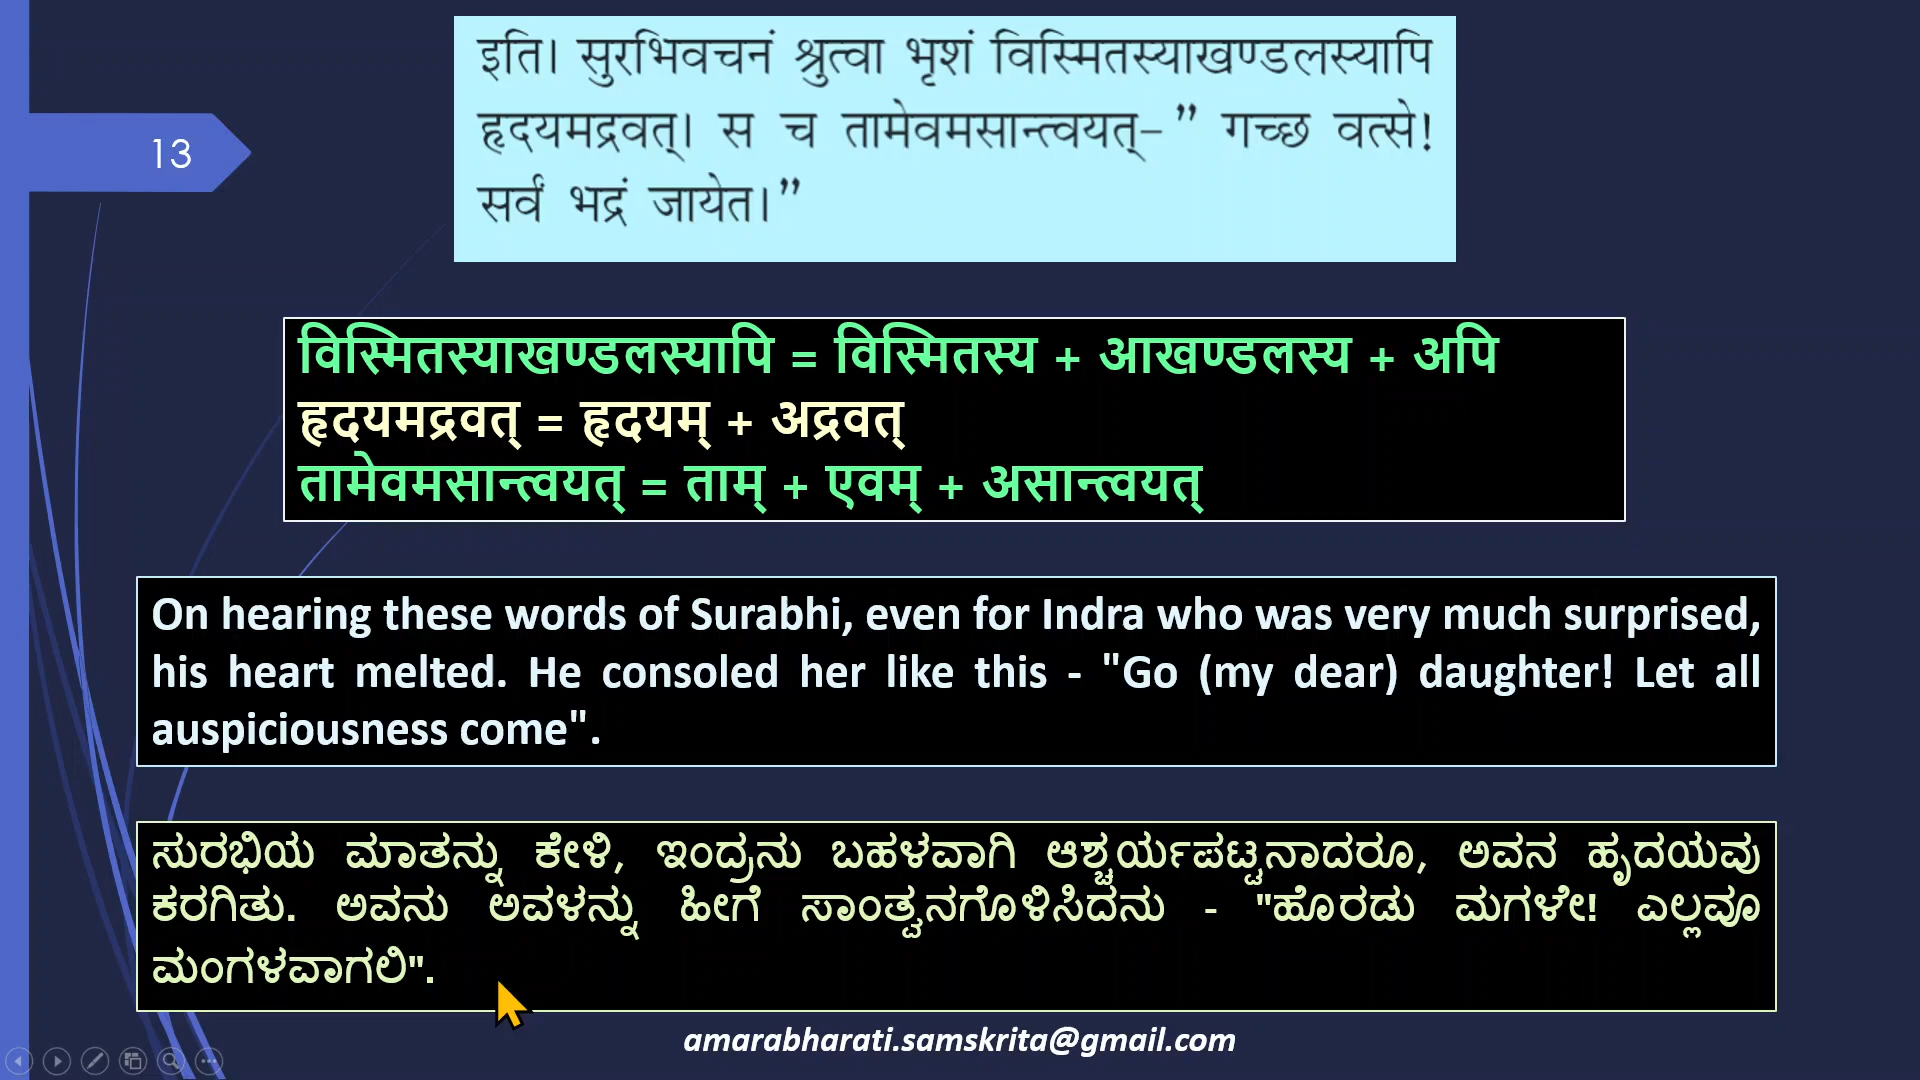 13
इति। सुरभिवचनं श्रुत्वा भृशं विस्मितस्याखण्डलस्यापि
हृदयमद्रवत्। स च तामेवमसान्त्वयत्–” गच्छ वत्से!
सर्वं भद्रं जायेत।”
विस्मितस्याखण्डलस्यापि = विस्मितस्य + आखण्डलस्य + अपि
हृदयमद्रवत् = हृदयम् + अद्रवत्
तामेवमसान्त्वयत् = ताम् + एवम् + असान्त्वयत्
On hearing these words of Surabhi, even for Indra who was very much surprised,
his heart melted. He consoled her like this - "Go (my dear) daughter! Let all
auspiciousness come".
ಸುರಭಿಯ ಮಾತನ್ನು ಕೇಳಿ, ಇಂದ್ರನು ಬಹಳವಾಗಿ ಆಶ್ಚರ್ಯಪಟ್ಟನಾದರೂ, ಅವನ ಹೃದಯವು
ಕರಗಿತು. ಅವನು ಅವಳನ್ನು ಹೀಗೆ ಸಾಂತ್ವನಗೊಳಿಸಿದನು - "ಹೊರಡು ಮಗಳೇ! ಎಲ್ಲವೂ
ಮಂಗಳವಾಗಲಿ".
amarabharati.samskrita@gmail.com